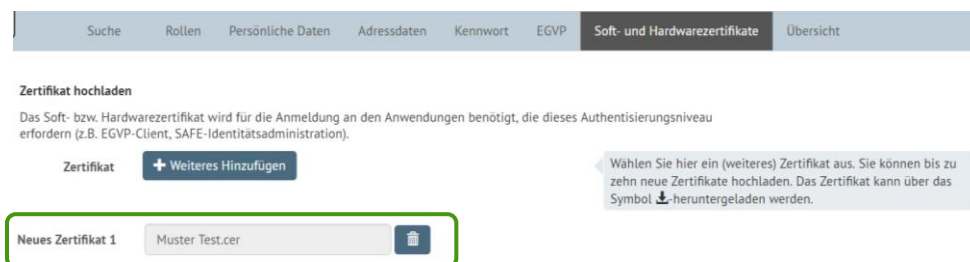 Suche Rollen Persönliche Daten Adressdaten Kennwort EGVP Soft- und Hardwarezertifikate Übersicht
Zertifikat hochladen
Das Soft- bzw. Hardwarezertifikat wird für die Anmeldung an den Anwendungen benötigt, die dieses Authentisierungsniveau
erfordern (z.B. EGVP-Client, SAFE-Identitätsadministration).
Zertifikat + Weiteres Hinzufügen
Wählen Sie hier ein (weiteres) Zertifikat aus. Sie können bis zu
zehn neue Zertifikate hochladen. Das Zertifikat kann über das
Symbol -heruntergeladen werden.
Neues Zertifikat 1 Muster Test.cer